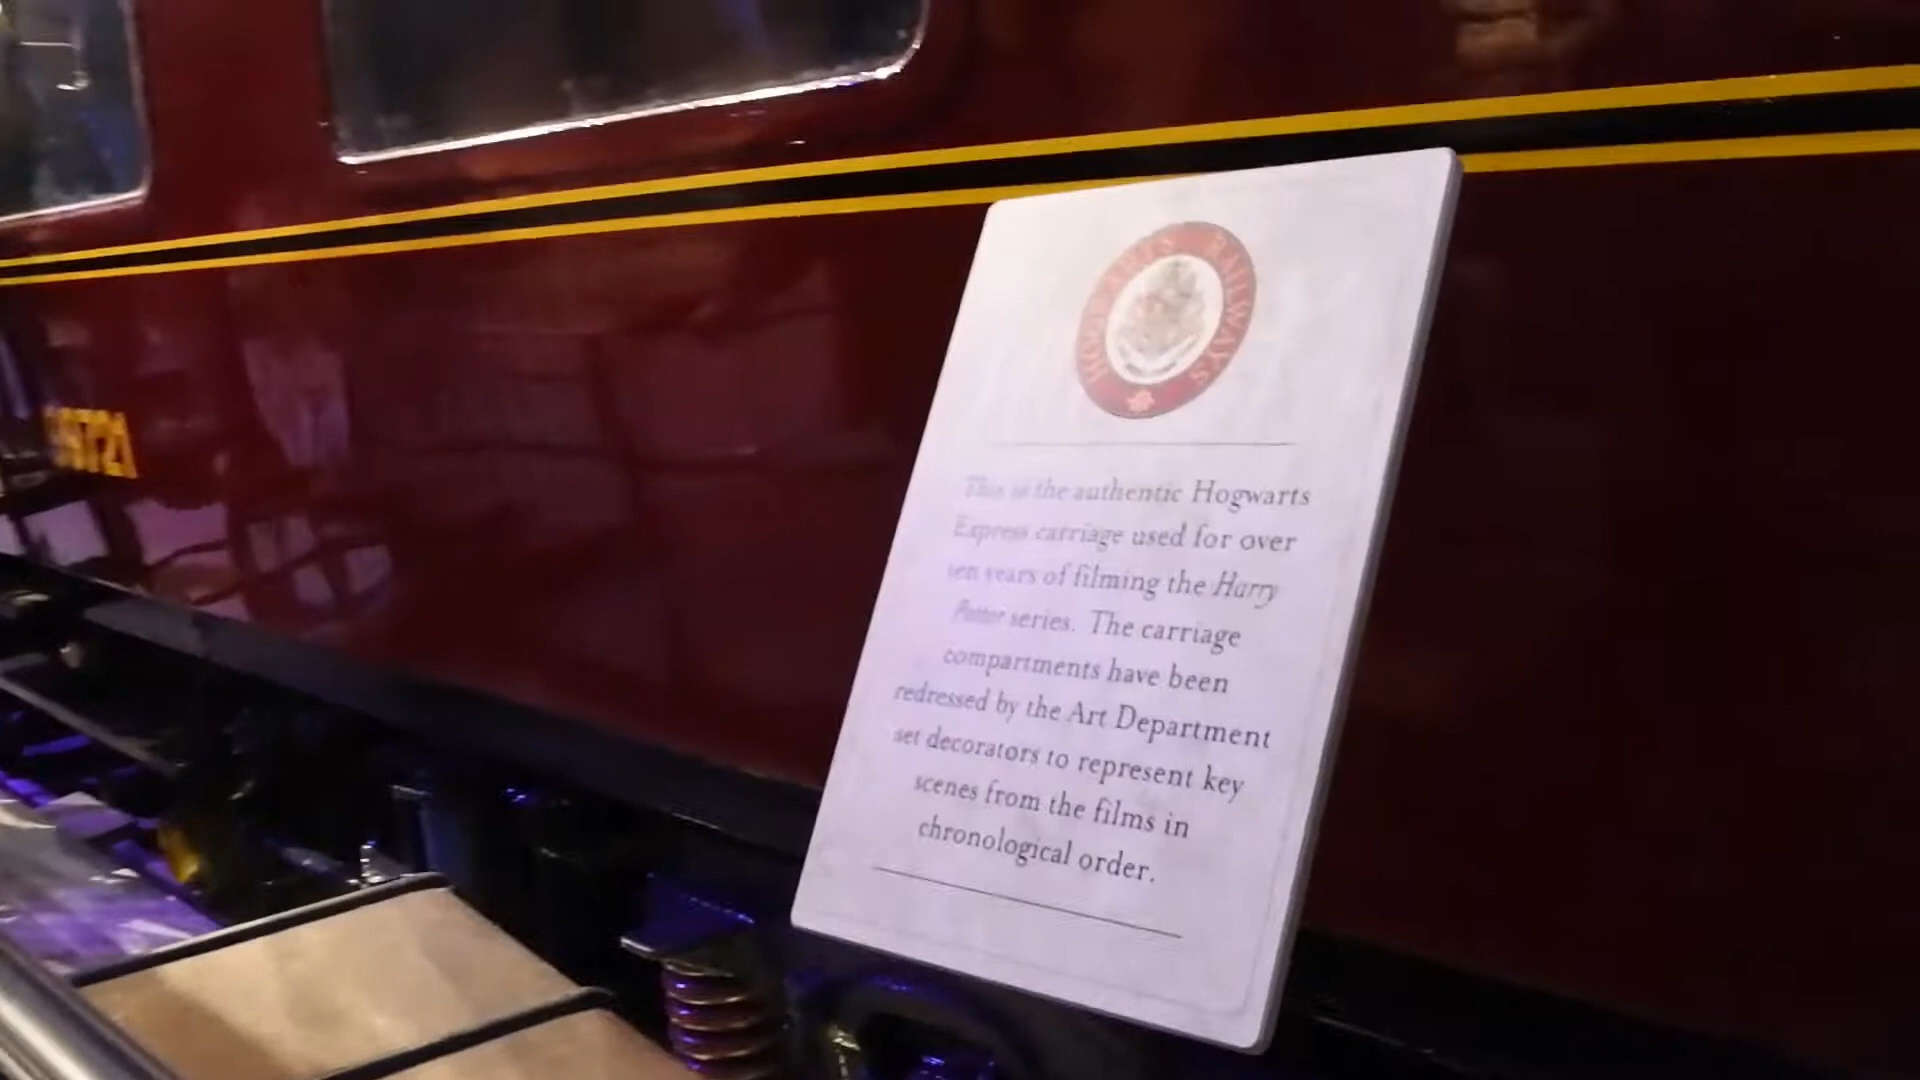 HOGWARTS RAILWAYS
This is the authentic Hogwarts
Express carriage used for over
ten years of filming the Harry
Potter series. The carriage
compartments have been
redressed by the Art Department
set decorators to represent key
scenes from the films in
chronological order.